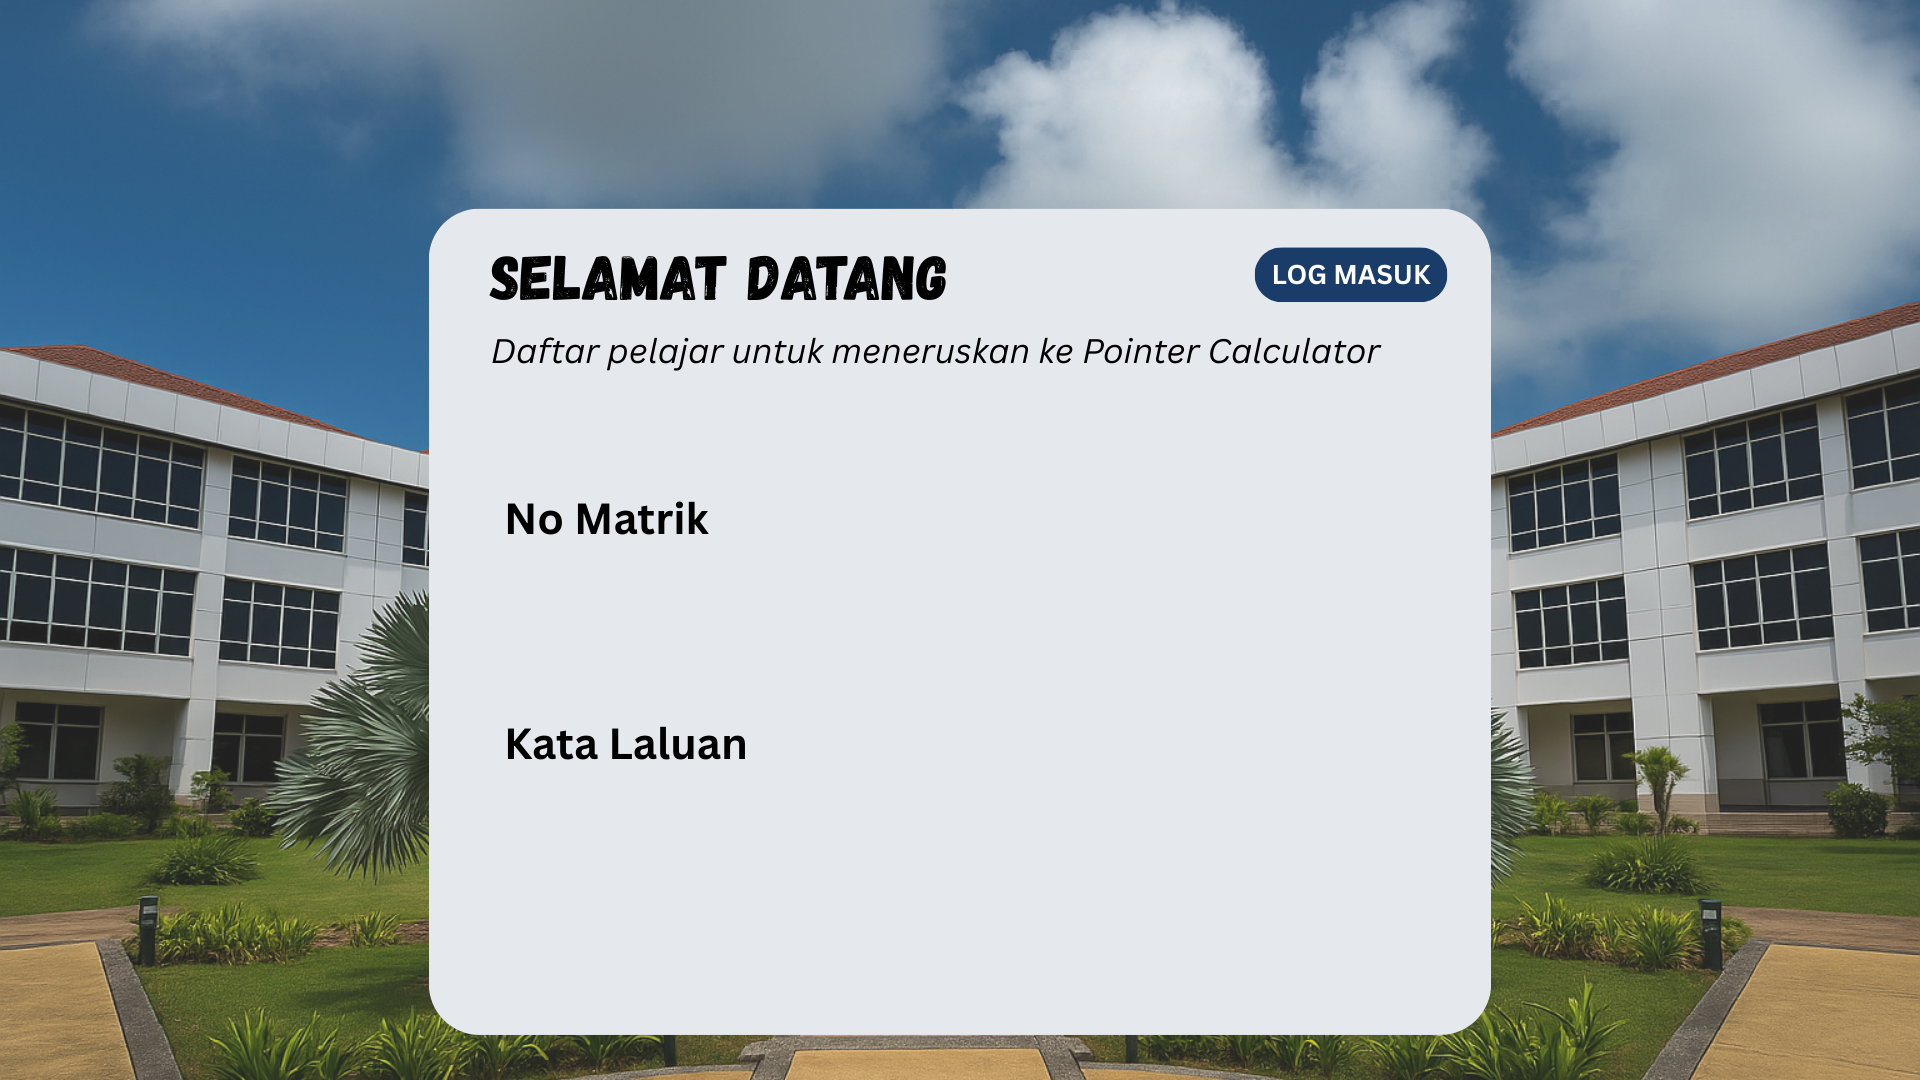 SELAMAT DATANG
LOG MASUK
Daftar pelajar untuk meneruskan ke Pointer Calculator
No Matrik
Kata Laluan